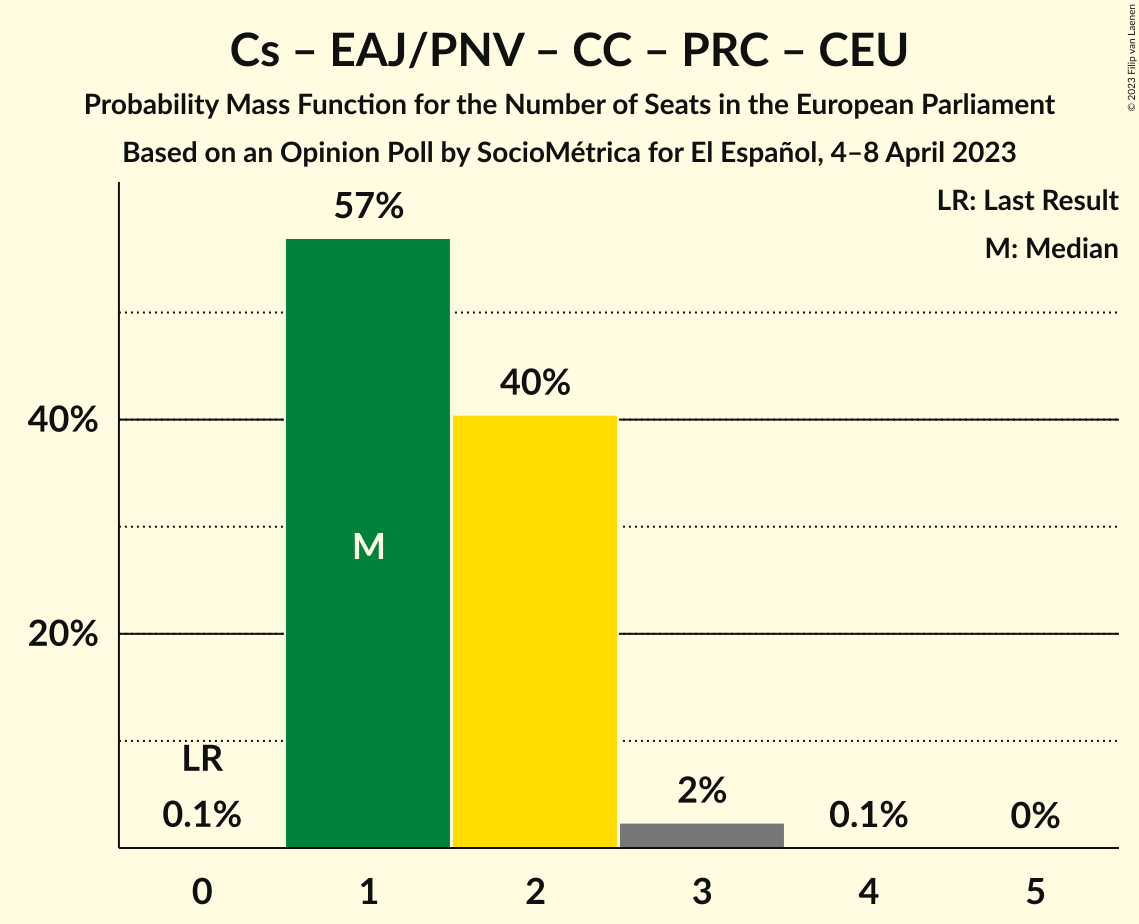 Cs – EAJ/PNV – CC – PRC – CEU
Probability Mass Function for the Number of Seats in the European Parliament
Based on an Opinion Poll by SocioMétrica for El Español, 4–8 April 2023
© 2023 Filip van Laenen
LR: Last Result
M: Median
57%
40%
40%
M
20%
LR
0.1%
2%
0.1%
0%
0 1 2 3 4 5